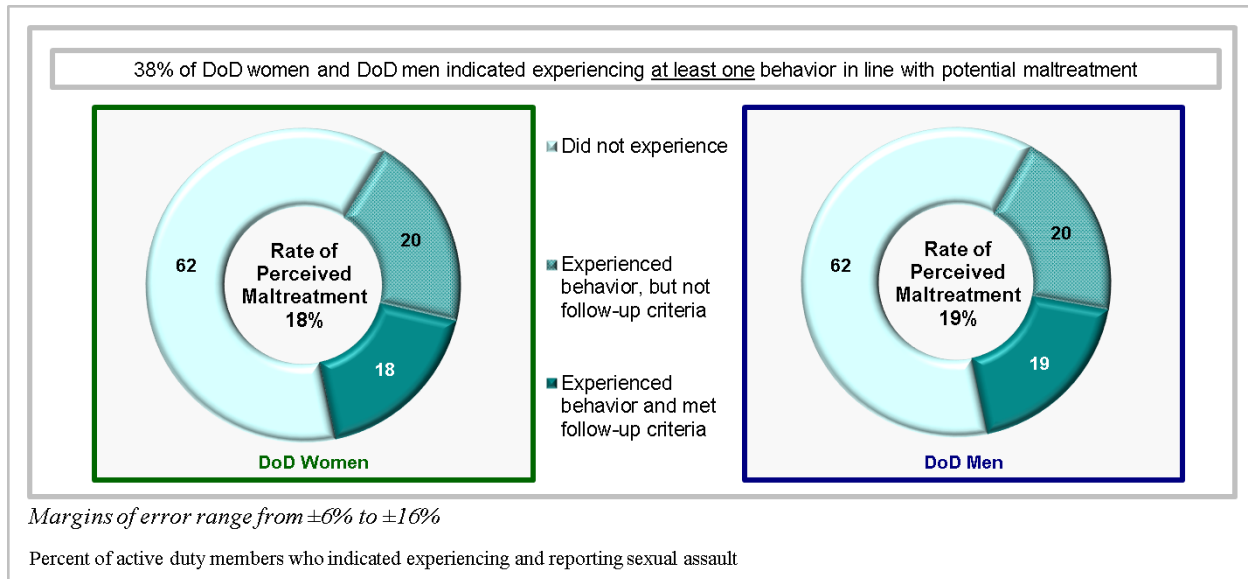 38% of DoD women and DoD men indicated experiencing at least one behavior in line with potential maltreatment
62
20
18
Rate of
Perceived
Maltreatment
18%
DoD Women
Did not experience
Experienced
behavior, but not
follow-up criteria
Experienced
behavior and met
follow-up criteria
62
20
19
Rate of
Perceived
Maltreatment
19%
DoD Men
Margins of error range from ±6% to ±16%
Percent of active duty members who indicated experiencing and reporting sexual assault